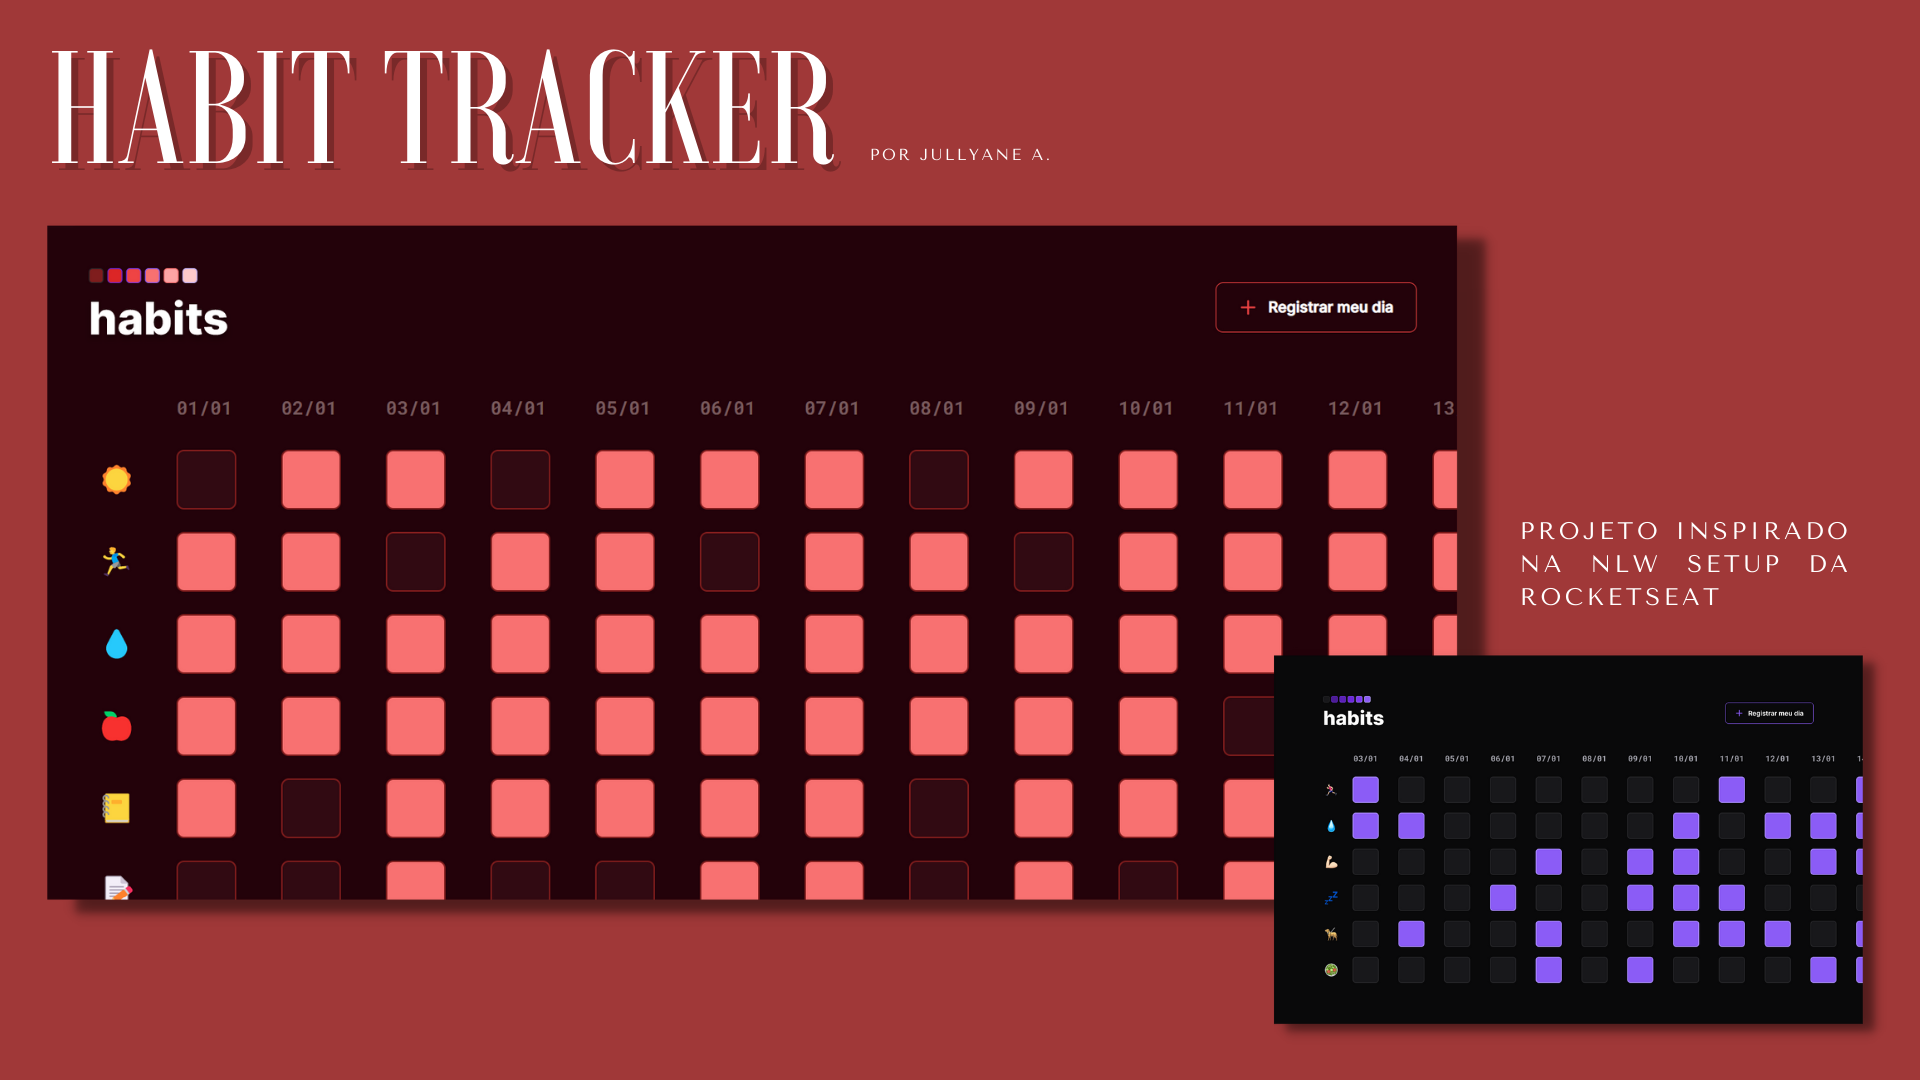 HABIT TRACKER
POR JULLYANE A.
habits
Registrar meu dia
01/01 02/01 03/01 04/01 05/01 06/01 07/01 08/01 09/01 10/01 11/01 12/01 13
PROJETO INSPIRADO
NA NLW SETUP DA
ROCKETSEAT
habits
Registrar meu dia
03/01 04/01 05/01 06/01 07/01 08/01 09/01 10/01 11/01 12/01 13/01